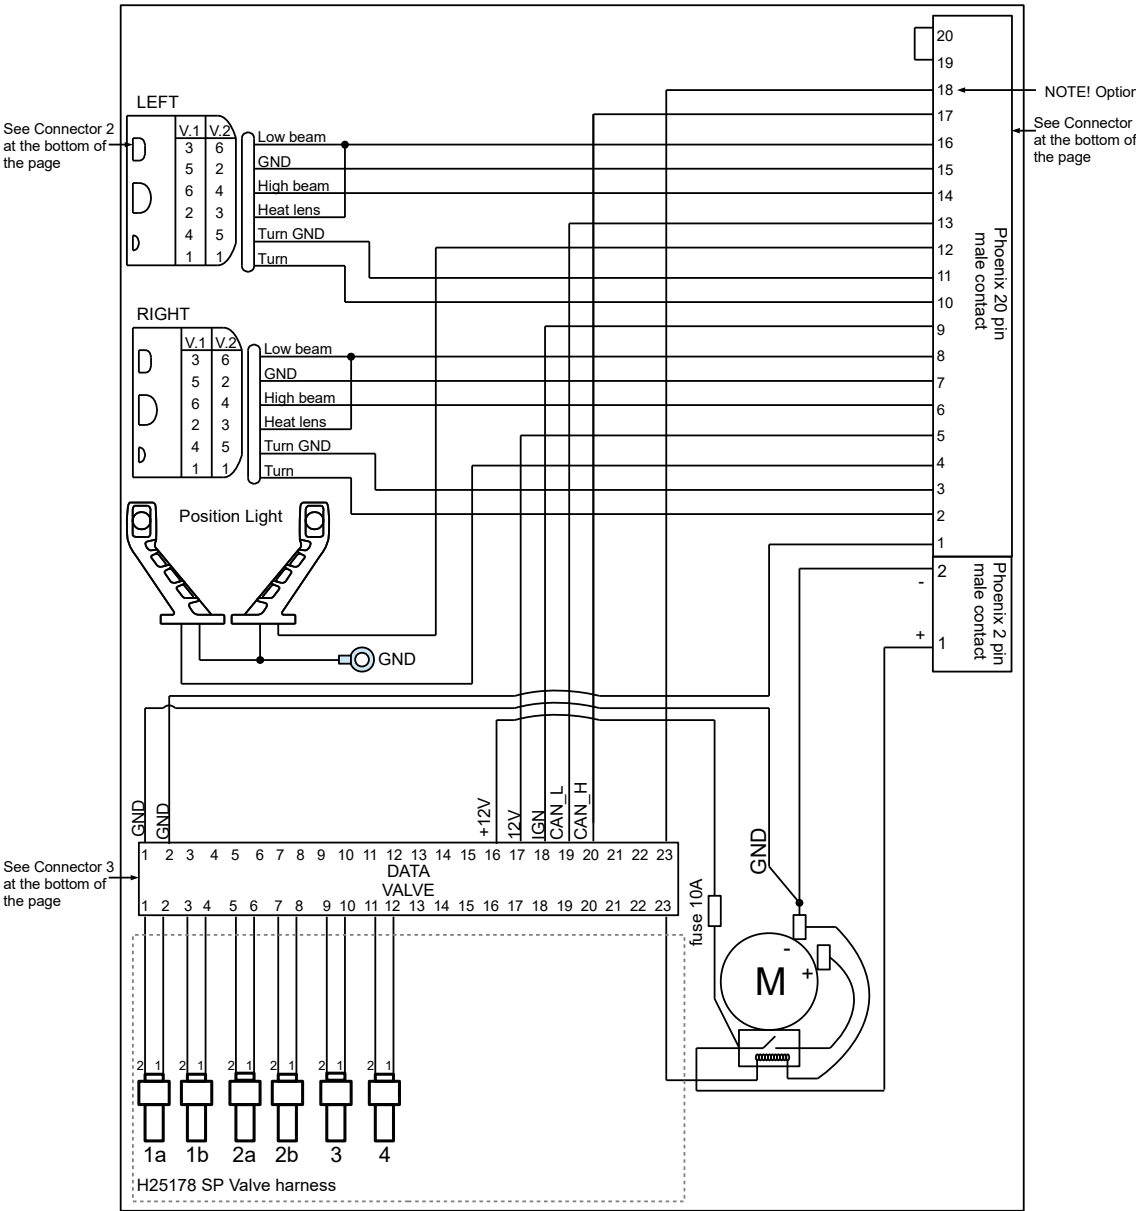 20
19
18
NOTE! Option
17
See Connector
at the bottom of
the page
16
15
14
13
12
11
10
9
8
7
6
5
4
3
2
1
Phoenix 20 pin
male contact
2
-
+
1
Phoenix 2 pin
male contact
LEFT
See Connector 2
at the bottom of
the page
V.1 V.2
3 6
5 2
6 4
2 3
4 5
1 1
Low beam
GND
High beam
Heat lens
Turn GND
Turn
RIGHT
V.1 V.2
3 6
5 2
6 4
2 3
4 5
1 1
Low beam
GND
High beam
Heat lens
Turn GND
Turn
Position Light
GND
GND
GND
+12V
12V
IGN
CAN_L
CAN_H
See Connector 3
at the bottom of
the page
1 2 3 4 5 6 7 8 9 10 11 12 13 14 15 16 17 18 19 20 21 22 23
DATA
VALVE
1 2 3 4 5 6 7 8 9 10 11 12 13 14 15 16 17 18 19 20 21 22 23
GND
fuse 10A
-
+
M
2 1 2 1 2 1 2 1 2 1 2 1
1a 1b 2a 2b 3 4
H25178 SP Valve harness